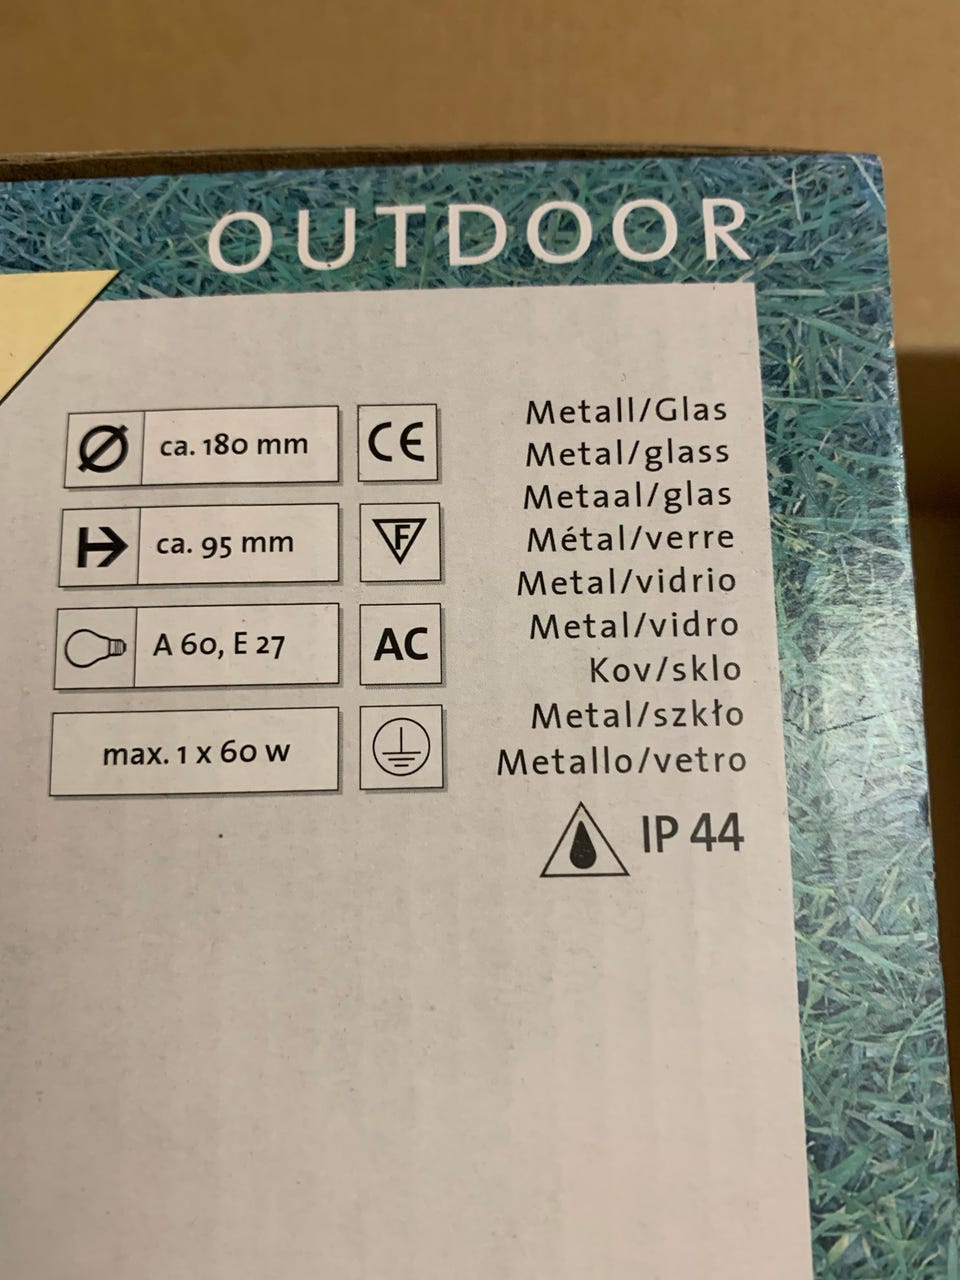 OUTDOOR
ca. 180 mm
CE
ca. 95 mm
F
A 60, E 27
AC
max. 1 x 60 W
Metall/Glas
Metal/glass
Metaal/glas
Métal/verre
Metal/vidrio
Metal/vidro
Kov/sklo
Metal/szkło
Metallo/vetro
IP 44